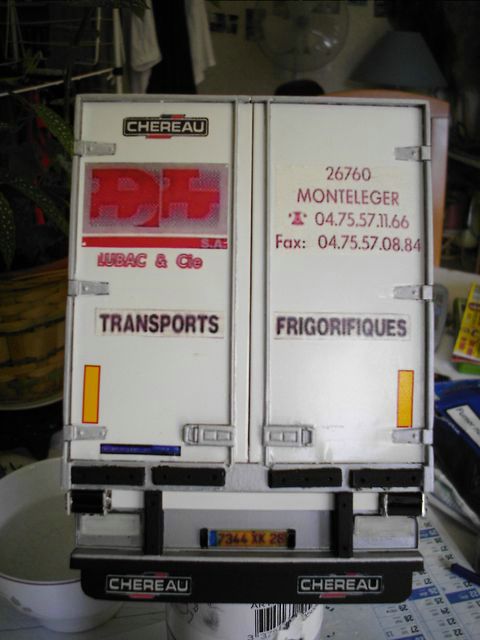 CHEREAU
26760
MONTELEGER
04.75.57.11.66
Fax: 04.75.57.08.84
S.A.
LUBAC & Cie
TRANSPORTS FRIGORIFIQUES
7344 XK 26
CHEREAU CHEREAU